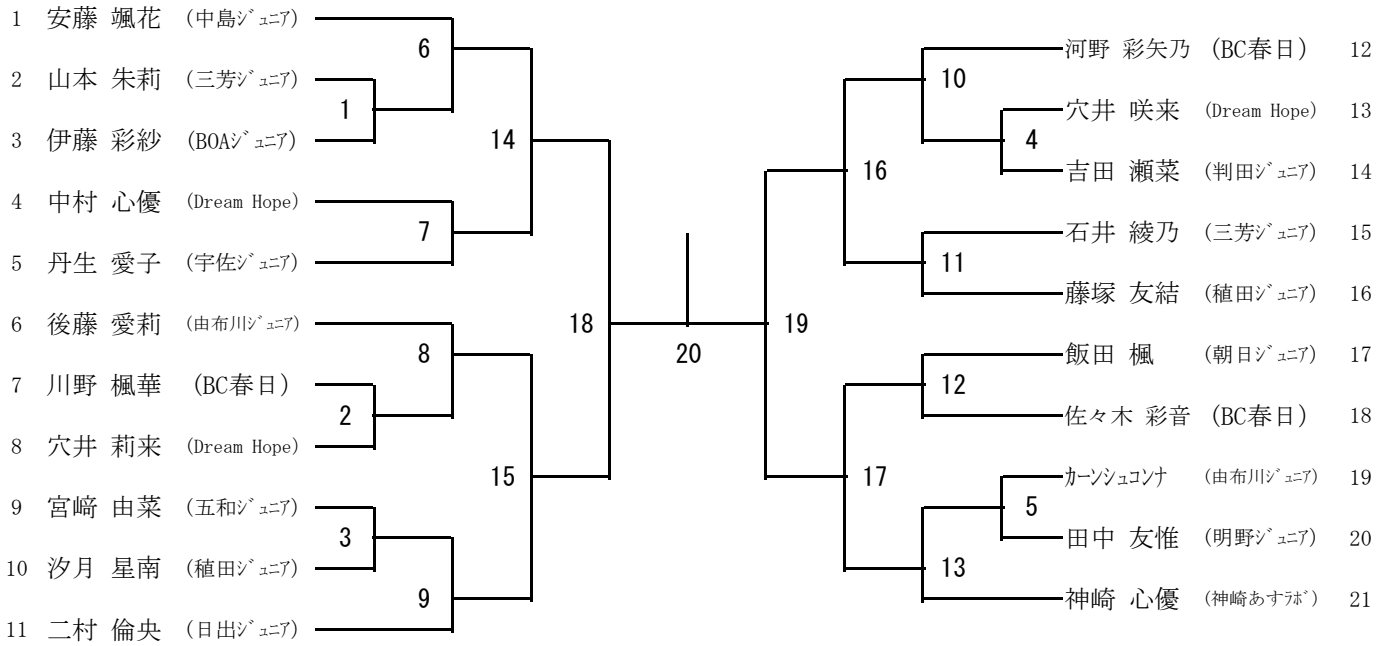 1 安藤 颯花 (中島ｼﾞｭﾆｱ)
2 山本 朱莉 (三芳ｼﾞｭﾆｱ)
3 伊藤 彩紗 (BOAｼﾞｭﾆｱ)
4 中村 心優 (Dream Hope)
5 丹生 愛子 (宇佐ｼﾞｭﾆｱ)
6 後藤 愛莉 (由布川ｼﾞｭﾆｱ)
7 川野 楓華 (BC春日)
8 穴井 莉来 (Dream Hope)
9 宮﨑 由菜 (五和ｼﾞｭﾆｱ)
10 汐月 星南 (稙田ｼﾞｭﾆｱ)
11 二村 倫央 (日出ｼﾞｭﾆｱ)
6
1
14
7
18
8
2
15
3
9
20
10
4
16
11
19
12
17
5
13
河野 彩矢乃 (BC春日) 12
穴井 咲来 (Dream Hope) 13
吉田 瀬菜 (判田ｼﾞｭﾆｱ) 14
石井 綾乃 (三芳ｼﾞｭﾆｱ) 15
藤塚 友結 (稙田ｼﾞｭﾆｱ) 16
飯田 楓 (朝日ｼﾞｭﾆｱ) 17
佐々木 彩音 (BC春日) 18
ｶｰﾝｼｭｺﾝﾅ (由布川ｼﾞｭﾆｱ) 19
田中 友惟 (明野ｼﾞｭﾆｱ) 20
神崎 心優 (神崎あすﾗﾎﾞ) 21